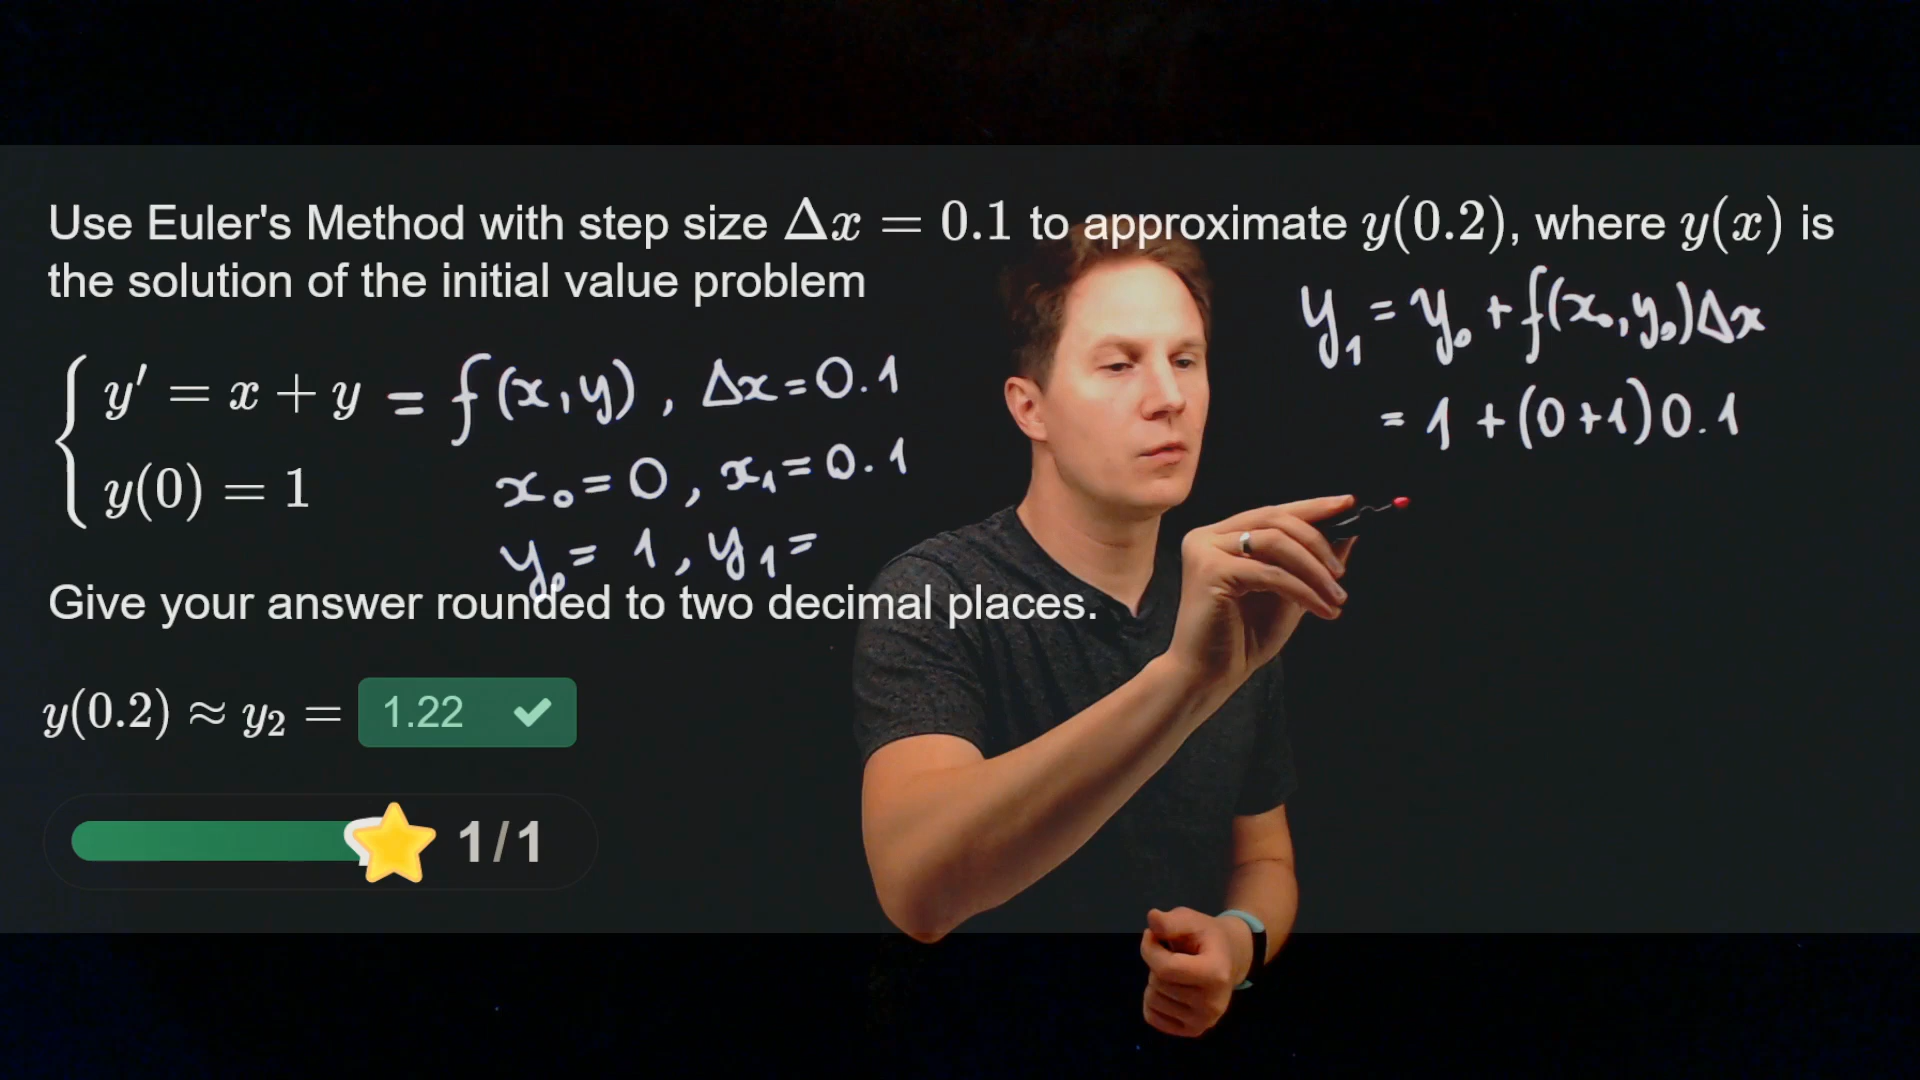 Use Euler's Method with step size Δx = 0.1 to approximate y(0.2), where y(x) is
the solution of the initial value problem
y′ = x + y = f(x,y), Δx=0.1
y(0) = 1
x₀=0, x₁=0.1
y₀=1, y₁=
Give your answer rounded to two decimal places.
y(0.2) ≈ y₂ = 1.22 ✓
1/1
y₁=y₀+f(x₀,y₀)Δx
=1+(0+1)0.1